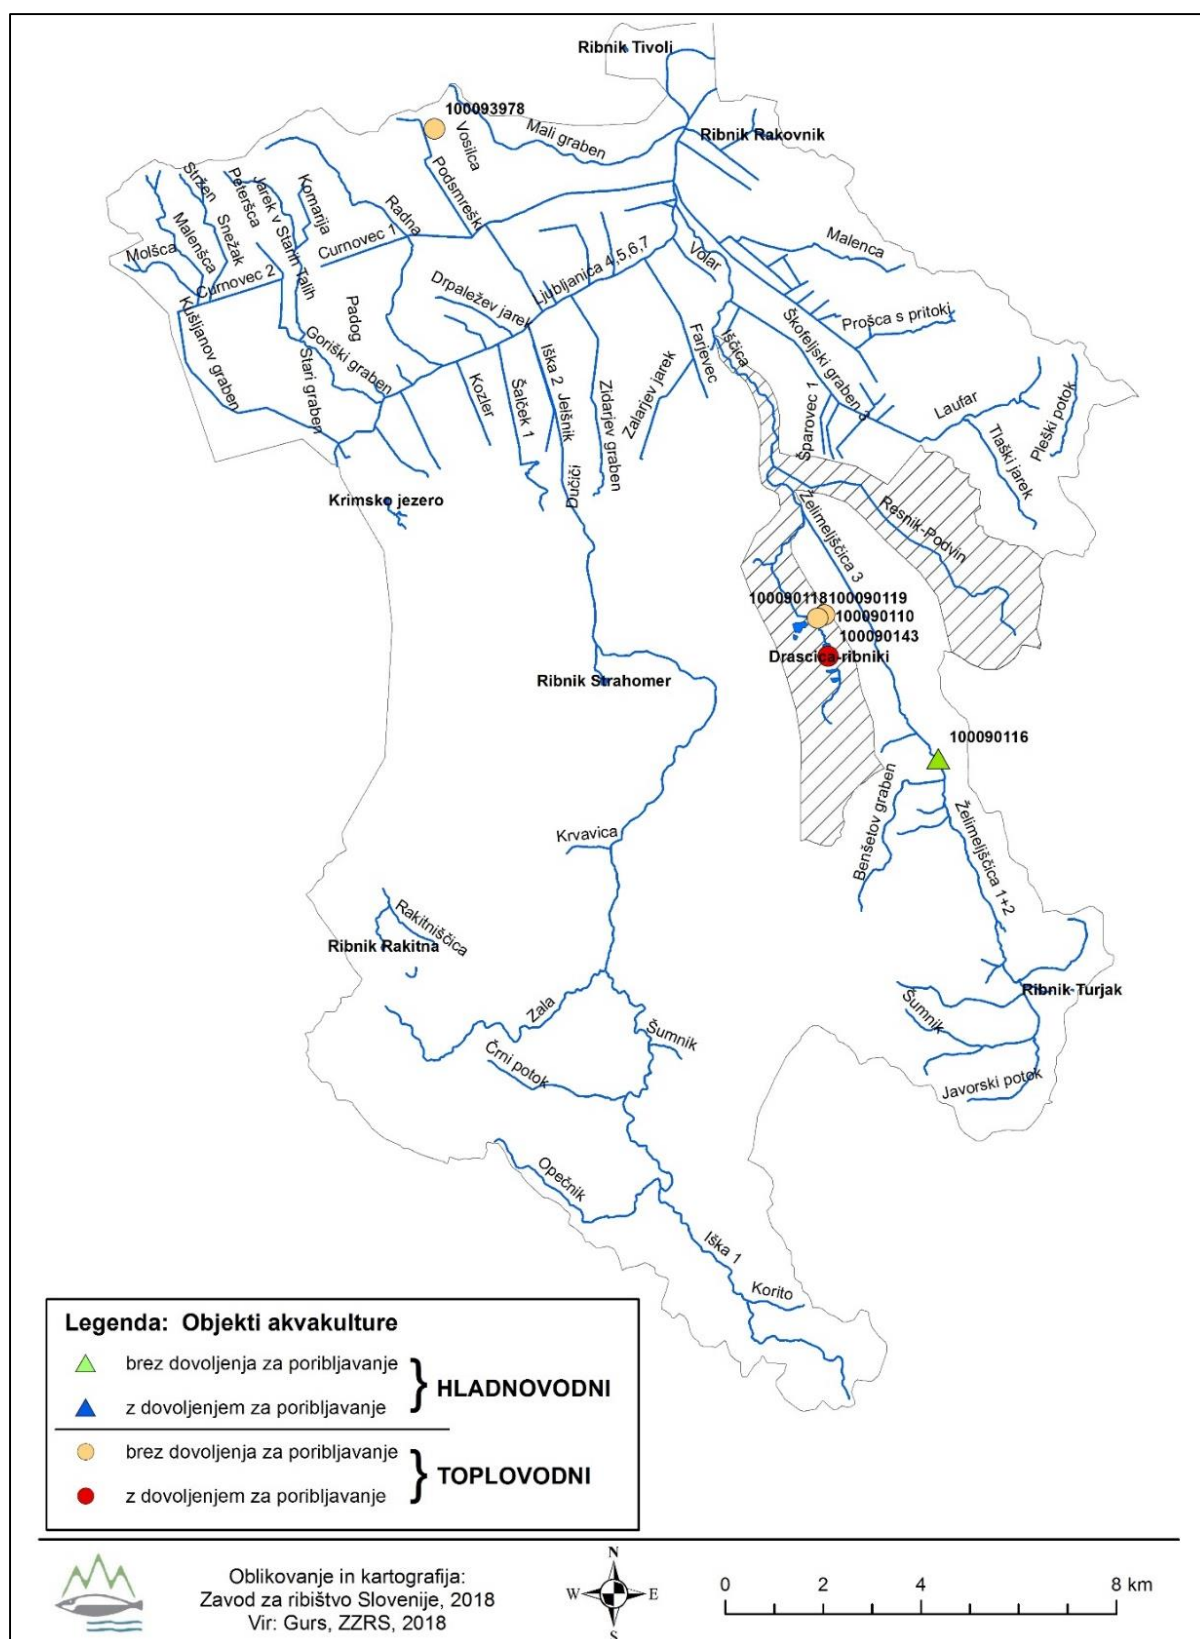 Ribnik Tivoli
100093978
Vosilca
Mali graben
Ribnik Rakovnik
Podsmrešk
Stržen
Peteršca
Jarek v Starih Talih
Komarija
Radna
Malenšca
Snežak
Molšca
Curnovec 1
Curnovec 2
Volar
Malenca
Ljubljanica 4,5,6,7
Drpaležev jarek
Padog
Kušljanov graben
Goriški graben
Stari graben
Iščica
Farjevec
Škofeljski graben 3
Prošca s pritoki
Kozler
Šalček 1
Iška 2
Jelšnik
Dučiči
Zidarjev graben
Zalarjev jarek
Šparovec 1
Laufar
Tlaški jarek
Pleški potok
Krimsko jezero
Želimeljščica 3
Resnik-Podvin
100090118
100090119
100090110
100090143
Drascica-ribniki
Ribnik Strahomer
100090116
Benšetov graben
Želimeljščica 1+2
Krvavica
Rakitniščica
Ribnik Rakitna
Zala
Šumnik
Črni potok
Ribnik-Turjak
Šumnik
Javorski potok
Opečnik
Iška 1
Korito
Legenda: Objekti akvakulture
brez dovoljenja za poribljavanje
z dovoljenjem za poribljavanje
} HLADNOVODNI
brez dovoljenja za poribljavanje
z dovoljenjem za poribljavanje
} TOPLOVODNI
Oblikovanje in kartografija:
Zavod za ribištvo Slovenije, 2018
Vir: Gurs, ZZRS, 2018
N
W E
S
0 2 4 8 km